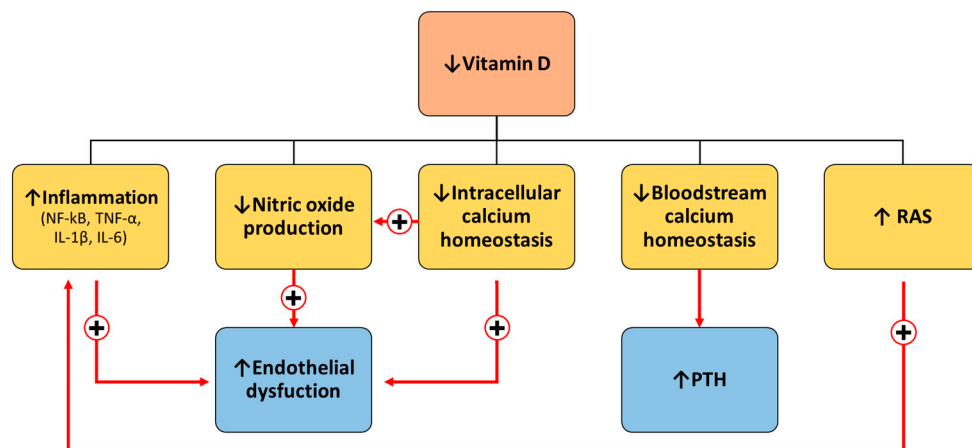 ↓Vitamin D
↑Inflammation
(NF-kB, TNF-α,
IL-1β, IL-6)
↓Nitric oxide
production
↓Intracellular
calcium
homeostasis
↓Bloodstream
calcium
homeostasis
↑ RAS
+
+
+
+
+
↑Endothelial
dysfuction
↑PTH